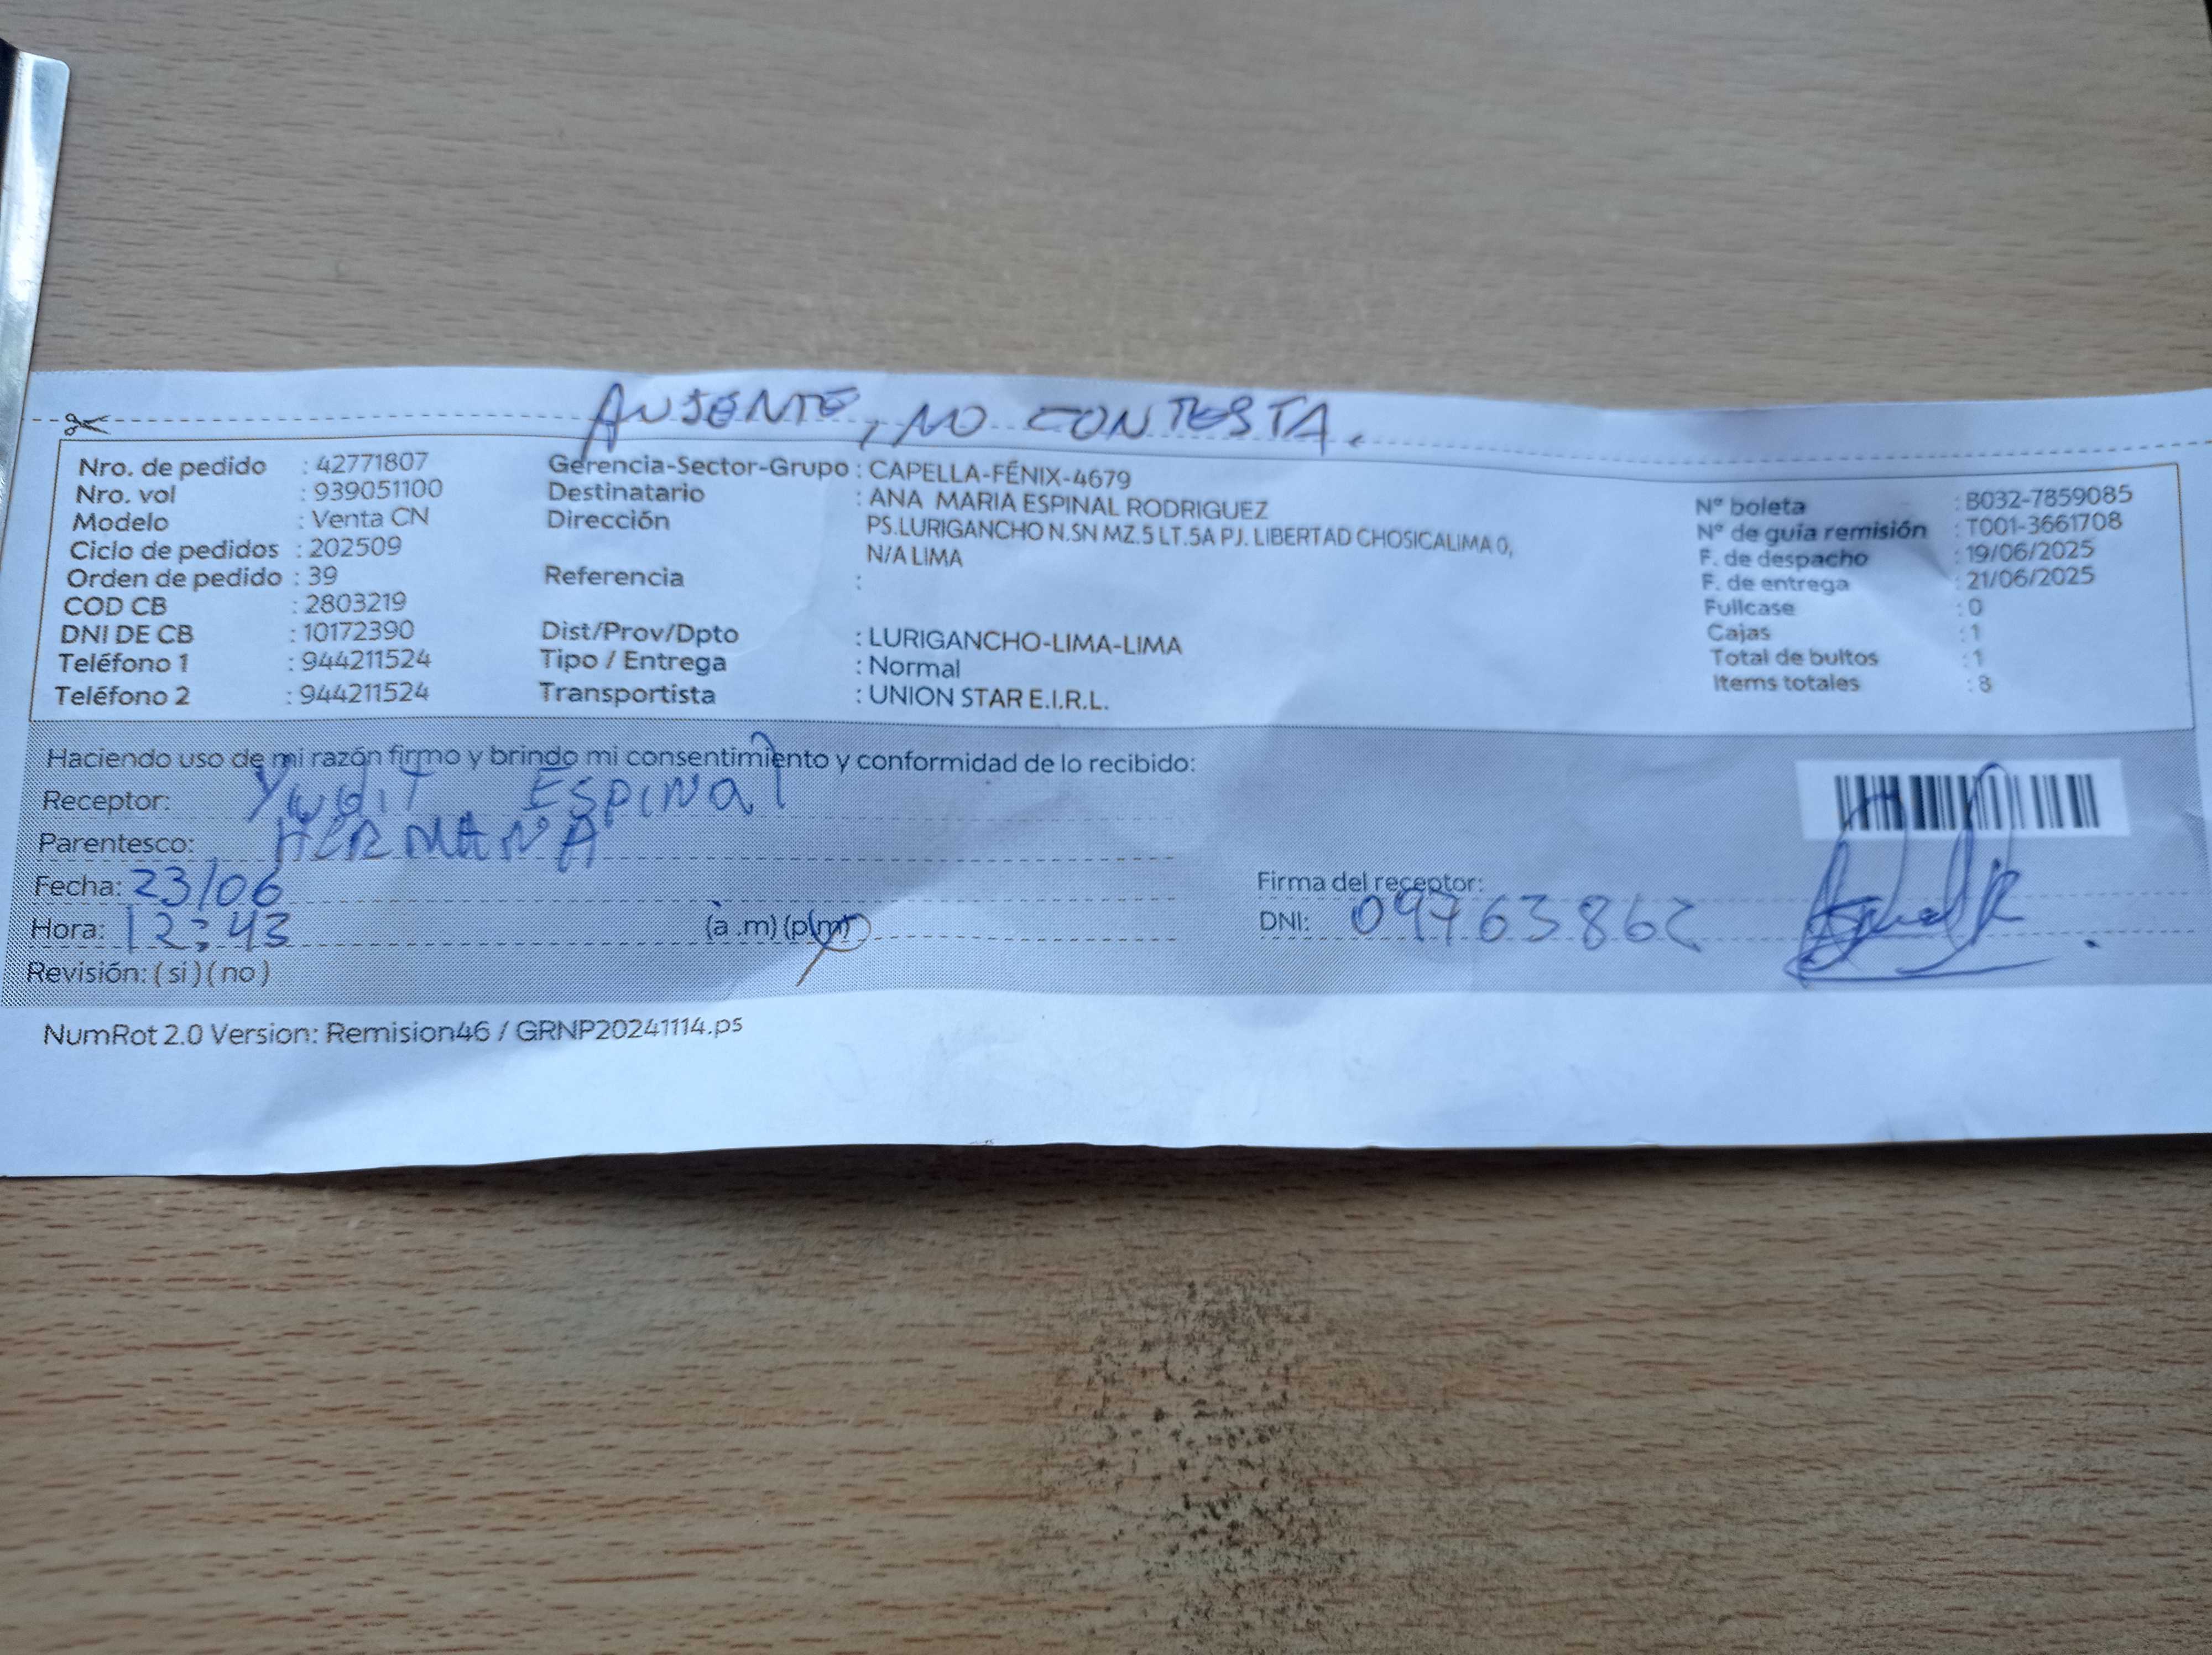 AUSENTE, NO CONTESTA.
Nro. de pedido : 42771807
Nro. vol : 939051100
Modelo : Venta CN
Ciclo de pedidos : 202509
Orden de pedido : 39
COD CB : 2803219
DNI DE CB : 10172390
Teléfono 1 : 944211524
Teléfono 2 : 944211524
Gerencia-Sector-Grupo : CAPELLA-FÉNIX-4679
Destinatario : ANA MARIA ESPINAL RODRIGUEZ
Dirección PS.LURIGANCHO N.SN MZ.5 LT.5A PJ. LIBERTAD CHOSICALIMA 0,
N/A LIMA
Referencia :
Dist/Prov/Dpto : LURIGANCHO-LIMA-LIMA
Tipo / Entrega : Normal
Transportista : UNION STAR E.I.R.L.
N° boleta : B032-7859085
N° de guía remisión : T001-3661708
F. de despacho : 19/06/2025
F. de entrega : 21/06/2025
Fullcase : 0
Cajas : 1
Total de bultos : 1
Items totales : 8
Haciendo uso de mi razón firmo y brindo mi consentimiento y conformidad de lo recibido:
Receptor: Yudit ESPINAl
Parentesco: HERMANA
Fecha: 23/06
Hora: 12:43 (a .m) (p.m)
Revisión: (si) (no)
Firma del receptor:
DNI: 09763862
NumRot 2.0 Version: Remision46 / GRNP20241114.ps